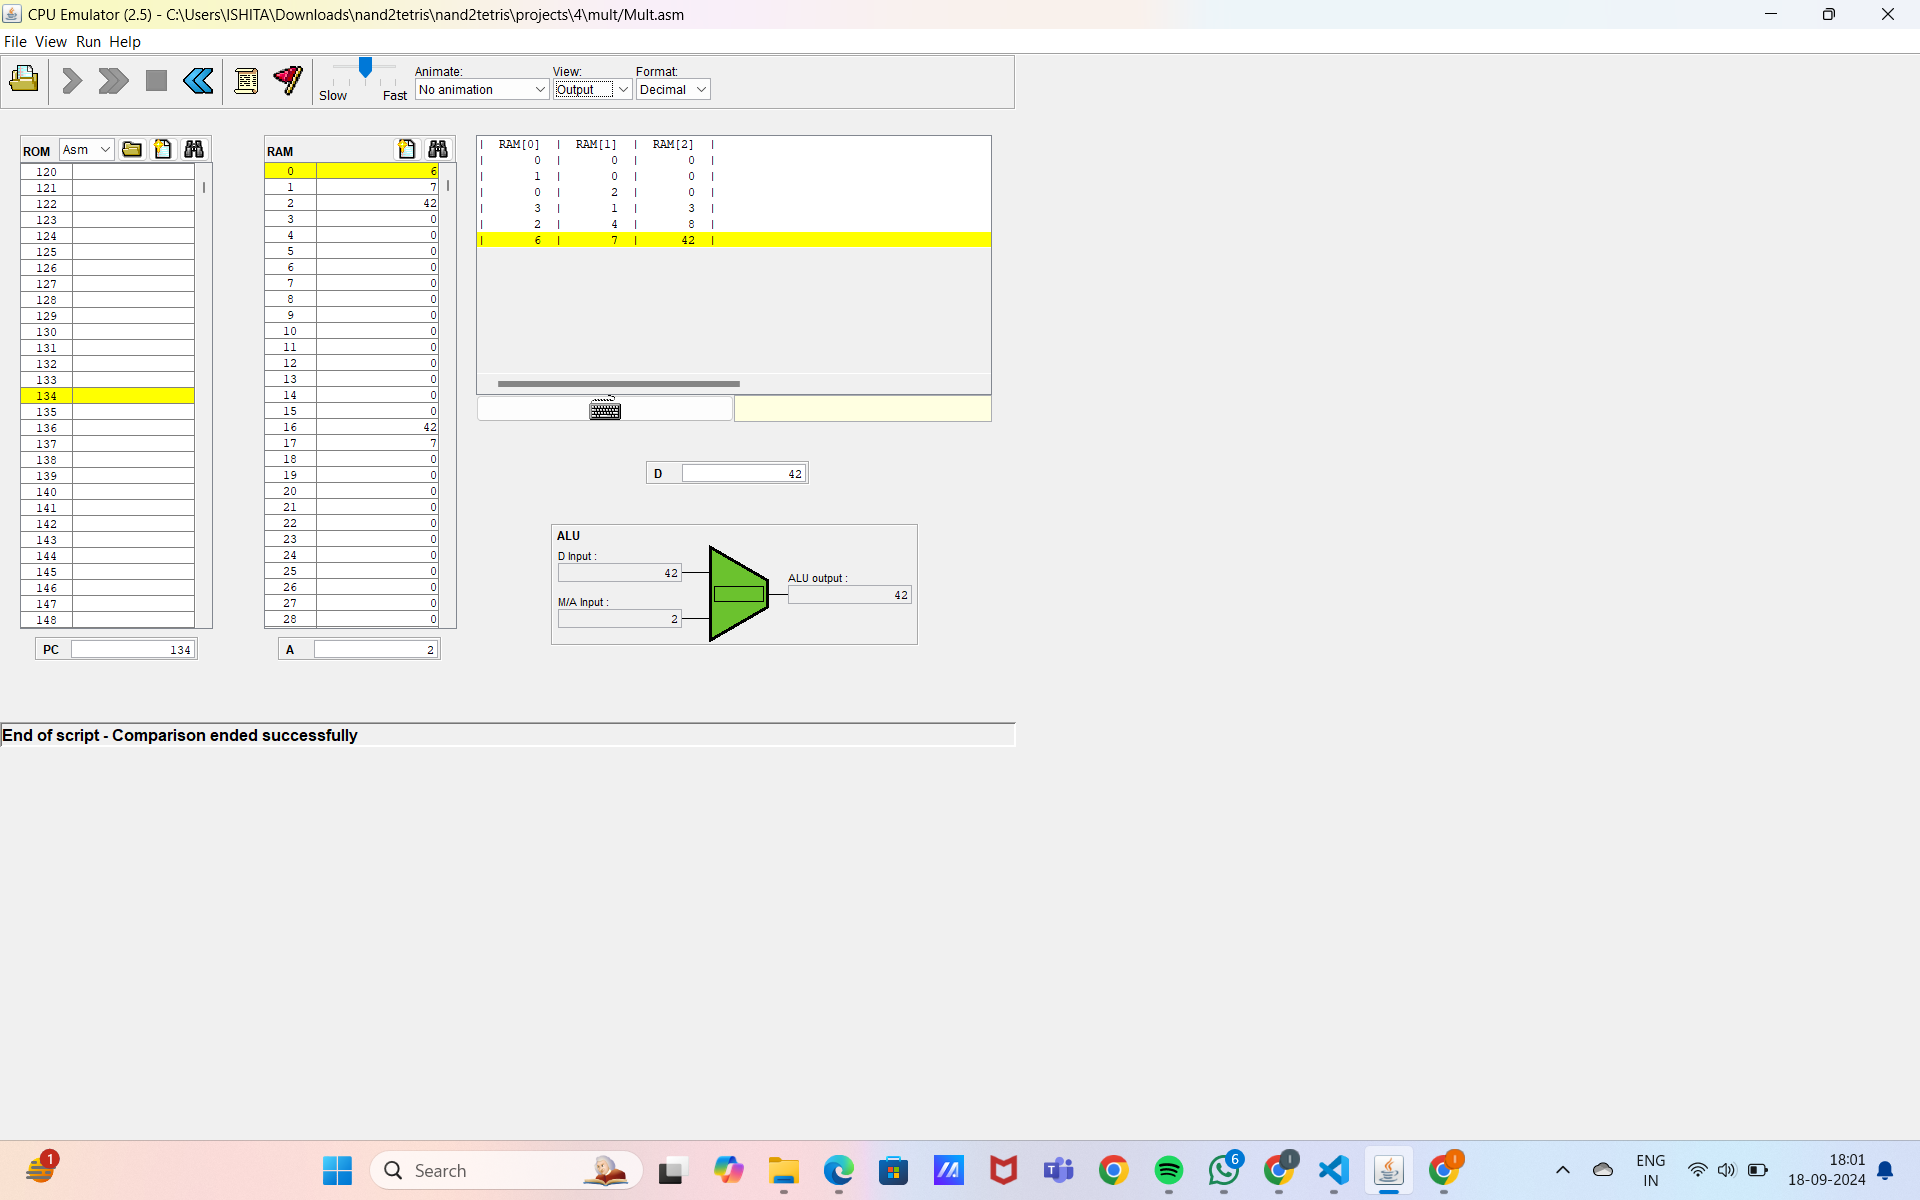 CPU Emulator (2.5) - C:\Users\ISHITA\Downloads\nand2tetris\nand2tetris\projects\4\mult/Mult.asm
File View Run Help
Animate: View: Format:
Slow Fast No animation Output Decimal
ROM Asm
120
121
122
123
124
125
126
127
128
129
130
131
132
133
134
135
136
137
138
139
140
141
142
143
144
145
146
147
148
PC 134
RAM
0 6
1 7
2 42
3 0
4 0
5 0
6 0
7 0
8 0
9 0
10 0
11 0
12 0
13 0
14 0
15 0
16 42
17 7
18 0
19 0
20 0
21 0
22 0
23 0
24 0
25 0
26 0
27 0
28 0
A 2
| RAM[0] | RAM[1] | RAM[2] |
| 0 | 0 | 0 |
| 1 | 0 | 0 |
| 0 | 2 | 0 |
| 3 | 1 | 3 |
| 2 | 4 | 8 |
| 6 | 7 | 42 |
D 42
ALU
D Input :
42
M/A Input :
2
ALU output :
42
End of script - Comparison ended successfully
1
Search
6
ENG
IN
18:01
18-09-2024